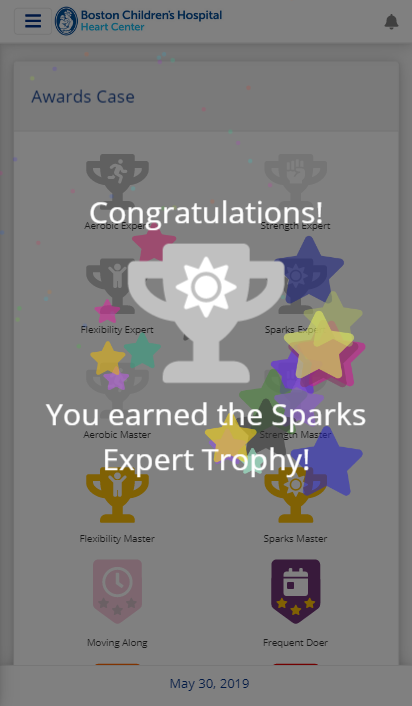 Boston Children's Hospital
Heart Center
Awards Case
Congratulations!
Aerobic Expert
Strength Expert
Flexibility Expert
Sparks Expert
You earned the Sparks
Expert Trophy!
Aerobic Master
Strength Master
Flexibility Master
Sparks Master
Moving Along
Frequent Doer
May 30, 2019